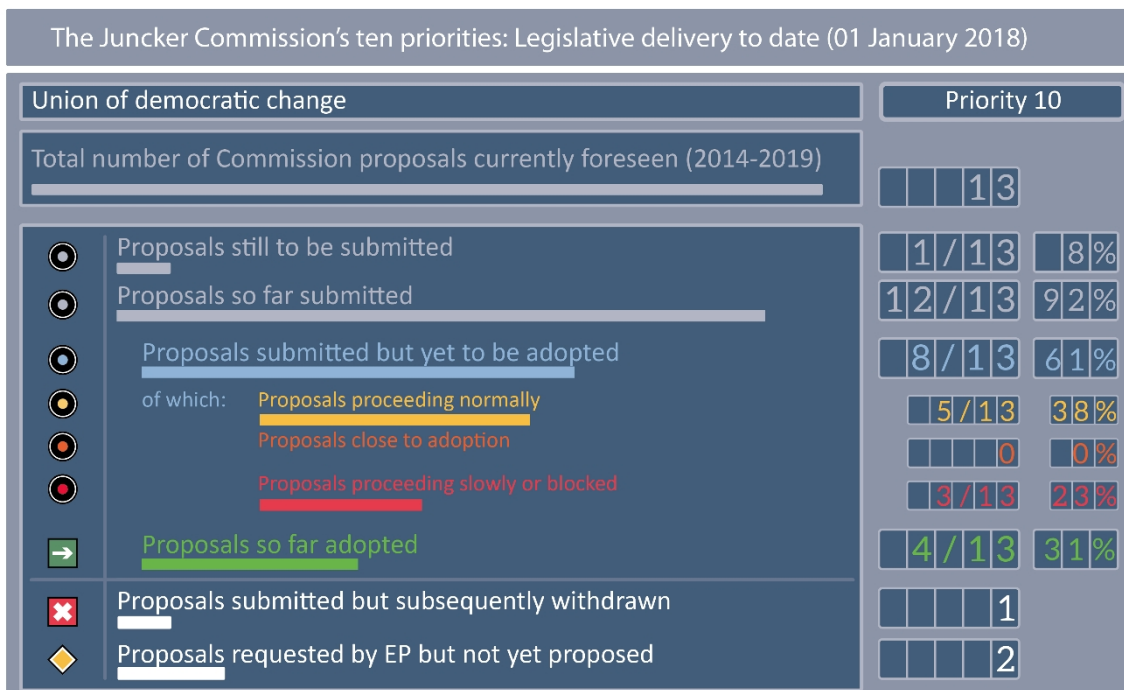 The Juncker Commission's ten priorities: Legislative delivery to date (01 January 2018)
Union of democratic change Priority 10
Total number of Commission proposals currently foreseen (2014-2019) 13
Proposals still to be submitted 1/13 8%
Proposals so far submitted 12/13 92%
Proposals submitted but yet to be adopted 8/13 61%
of which: Proposals proceeding normally 5/13 38%
Proposals close to adoption 0 0%
Proposals proceeding slowly or blocked 3/13 23%
Proposals so far adopted 4/13 31%
Proposals submitted but subsequently withdrawn 1
Proposals requested by EP but not yet proposed 2